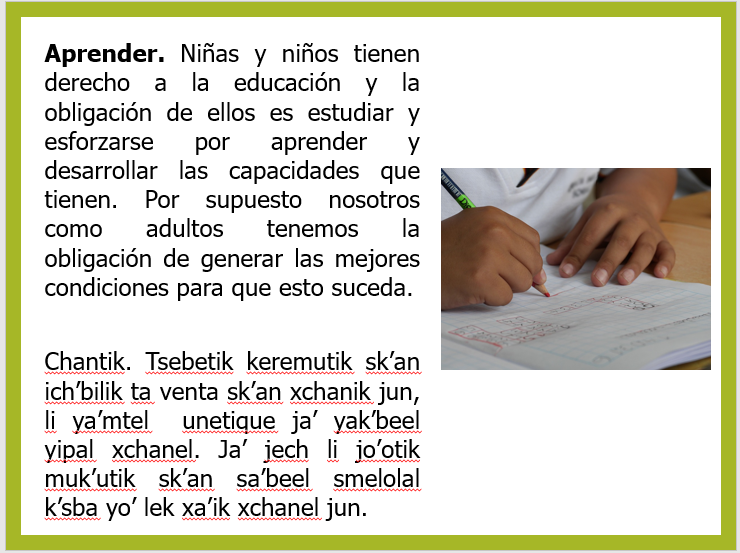 Aprender. Niñas y niños tienen
derecho a la educación y la
obligación de ellos es estudiar y
esforzarse por aprender y
desarrollar las capacidades que
tienen. Por supuesto nosotros
como adultos tenemos la
obligación de generar las mejores
condiciones para que esto suceda.
Chantik. Tsebetik keremutik sk’an
ich’bilik ta venta sk’an xchanik jun,
li ya’mtel unetique ja’ yak’beel
yipal xchanel. Ja’ jech li jo’otik
muk’utik sk’an sa’beel smelolal
k’sba yo’ lek xa’ik xchanel jun.